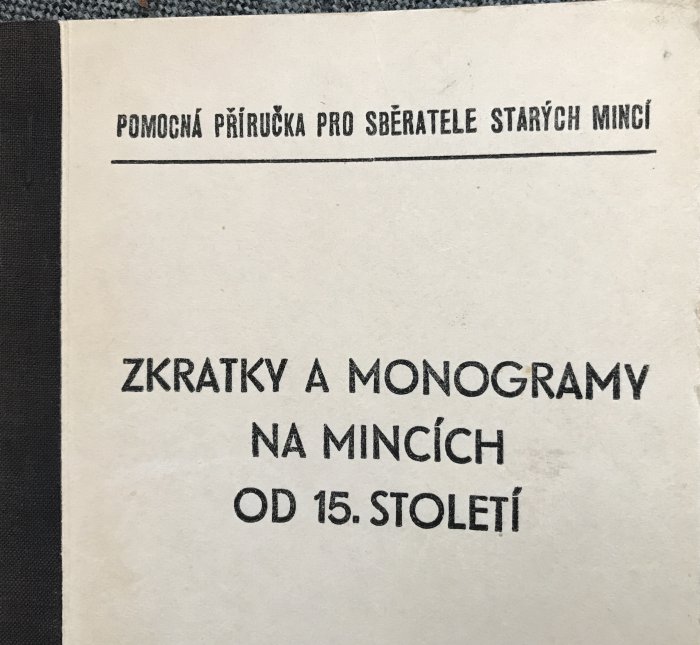 POMOCNÁ PŘÍRUČKA PRO SBĚRATELE STARÝCH MINCÍ
ZKRATKY A MONOGRAMY
NA MINCÍCH
OD 15. STOLETÍ